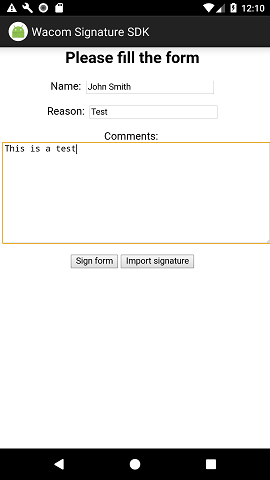 12:10
Wacom Signature SDK
Please fill the form
Name: John Smith
Reason: Test
Comments:
This is a test
Sign form Import signature